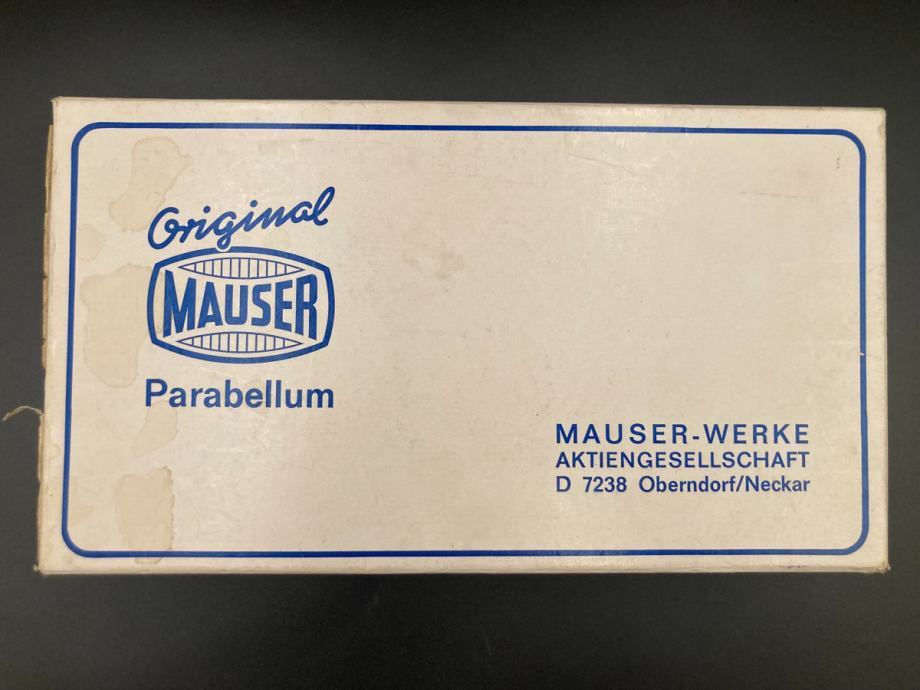 Original
MAUSER
Parabellum
MAUSER-WERKE
AKTIENGESELLSCHAFT
D 7238 Oberndorf/Neckar